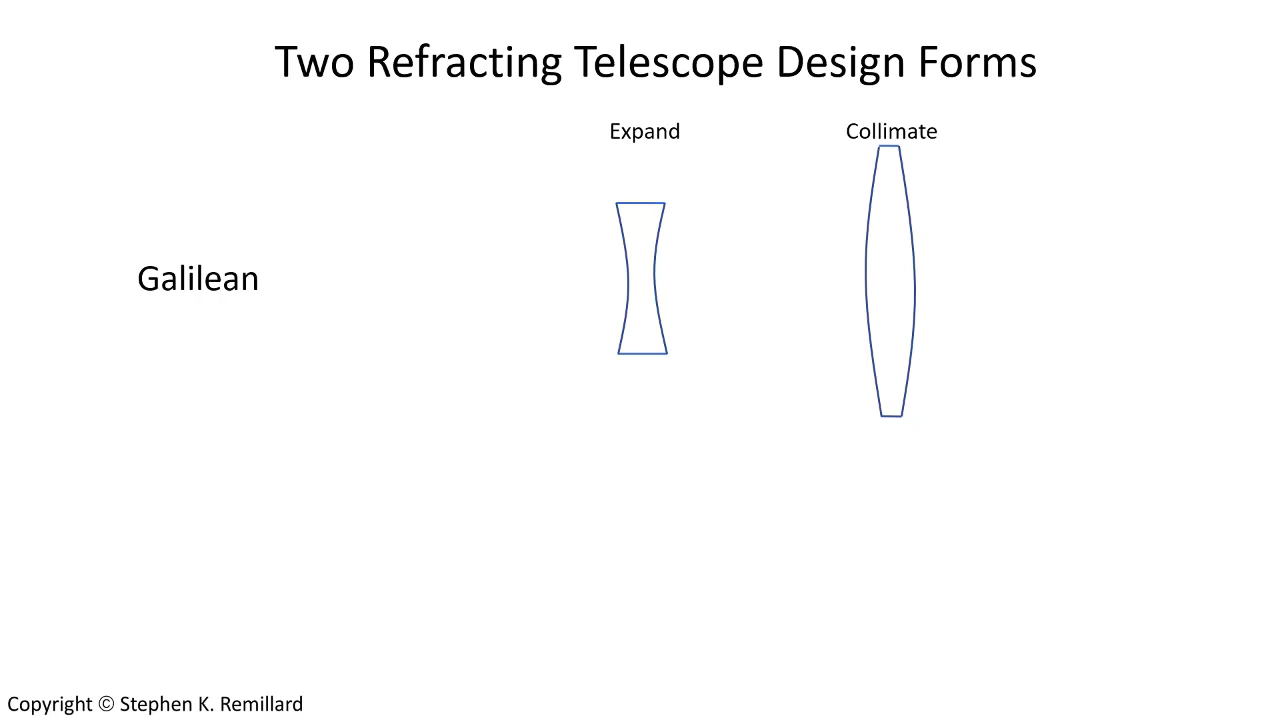 Two Refracting Telescope Design Forms
Expand
Collimate
Galilean
Copyright © Stephen K. Remillard